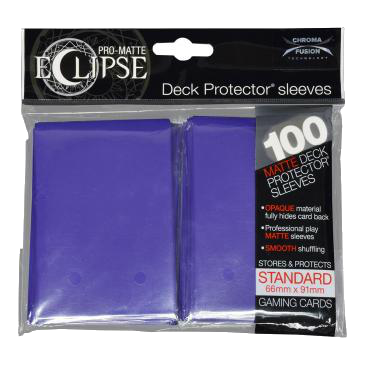 PRO-MATTE
ECLIPSE
CHROMA
FUSION
TECHNOLOGY
Deck Protector® sleeves
100
MATTE DECK
PROTECTOR®
SLEEVES
•OPAQUE material
fully hides card back
•Professional play
MATTE sleeves
•SMOOTH shuffling
STORES & PROTECTS
STANDARD
66mm x 91mm
GAMING CARDS